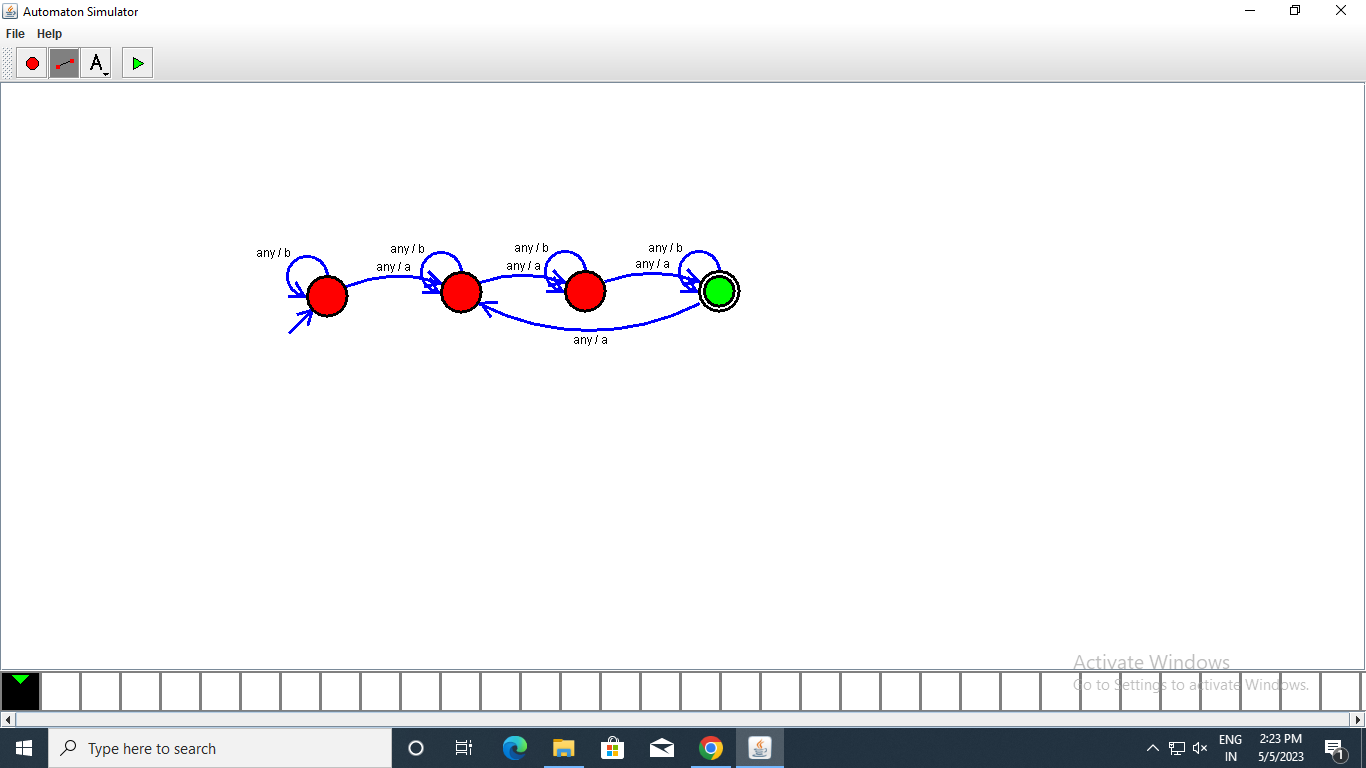 Automaton Simulator
File Help
A
any / b
any / b
any / b
any / b
any / a
any / a
any / a
any / a
Activate Windows
Go to Settings to activate Windows.
Type here to search
ENG
IN
2:23 PM
5/5/2023
1